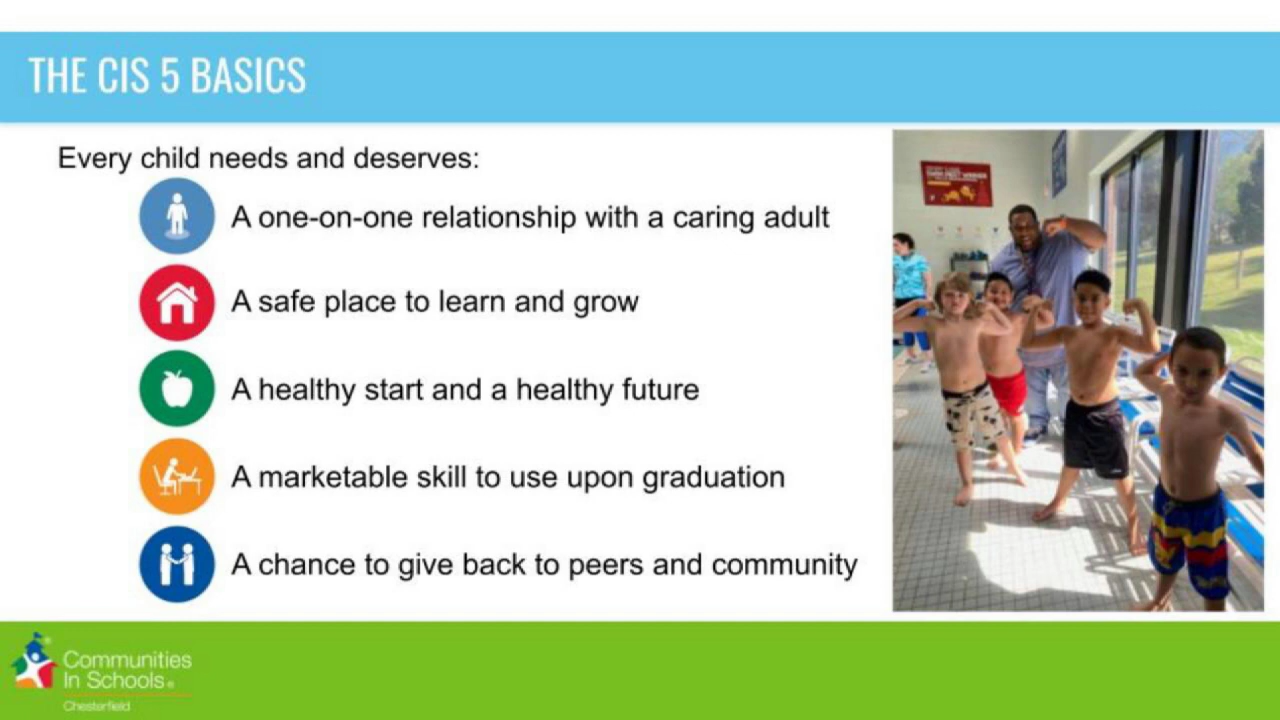 THE CIS 5 BASICS
Every child needs and deserves:
A one-on-one relationship with a caring adult
A safe place to learn and grow
A healthy start and a healthy future
A marketable skill to use upon graduation
A chance to give back to peers and community
Communities
In Schools®
Chesterfield